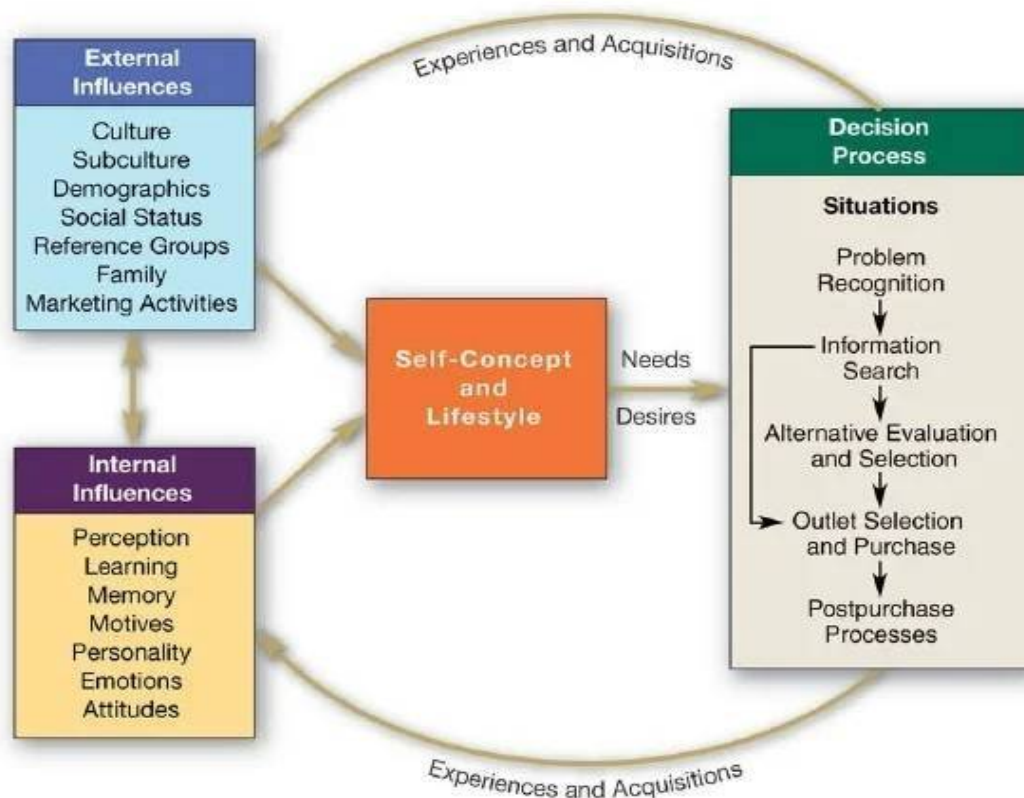 Experiences and Acquisitions
External
Influences
Culture
Subculture
Demographics
Social Status
Reference Groups
Family
Marketing Activities
Internal
Influences
Perception
Learning
Memory
Motives
Personality
Emotions
Attitudes
Self-Concept
and
Lifestyle
Needs
Desires
Decision
Process
Situations
Problem
Recognition
Information
Search
Alternative Evaluation
and Selection
Outlet Selection
and Purchase
Postpurchase
Processes
Experiences and Acquisitions